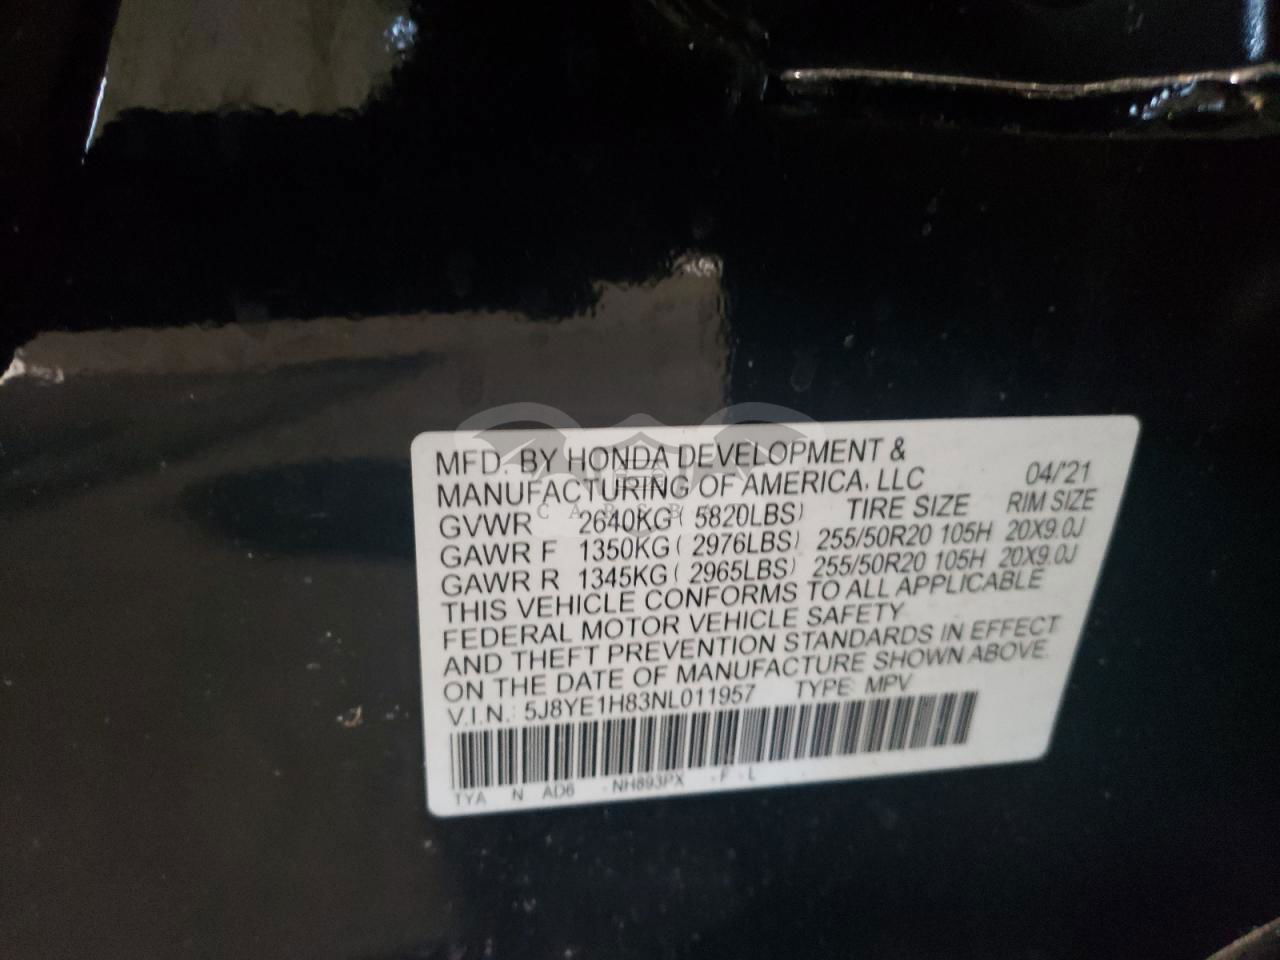 MFD. BY HONDA DEVELOPMENT &
MANUFACTURING OF AMERICA, LLC 04/'21
GVWR 2640KG ( 5820LBS) TIRE SIZE RIM SIZE
GAWR F 1350KG ( 2976LBS) 255/50R20 105H 20X9.0J
GAWR R 1345KG ( 2965LBS) 255/50R20 105H 20X9.0J
THIS VEHICLE CONFORMS TO ALL APPLICABLE
FEDERAL MOTOR VEHICLE SAFETY
AND THEFT PREVENTION STANDARDS IN EFFECT
ON THE DATE OF MANUFACTURE SHOWN ABOVE.
V.I.N.: 5J8YE1H83NL011957 TYPE: MPV
TYA N AD6 - NH893PX - F - L